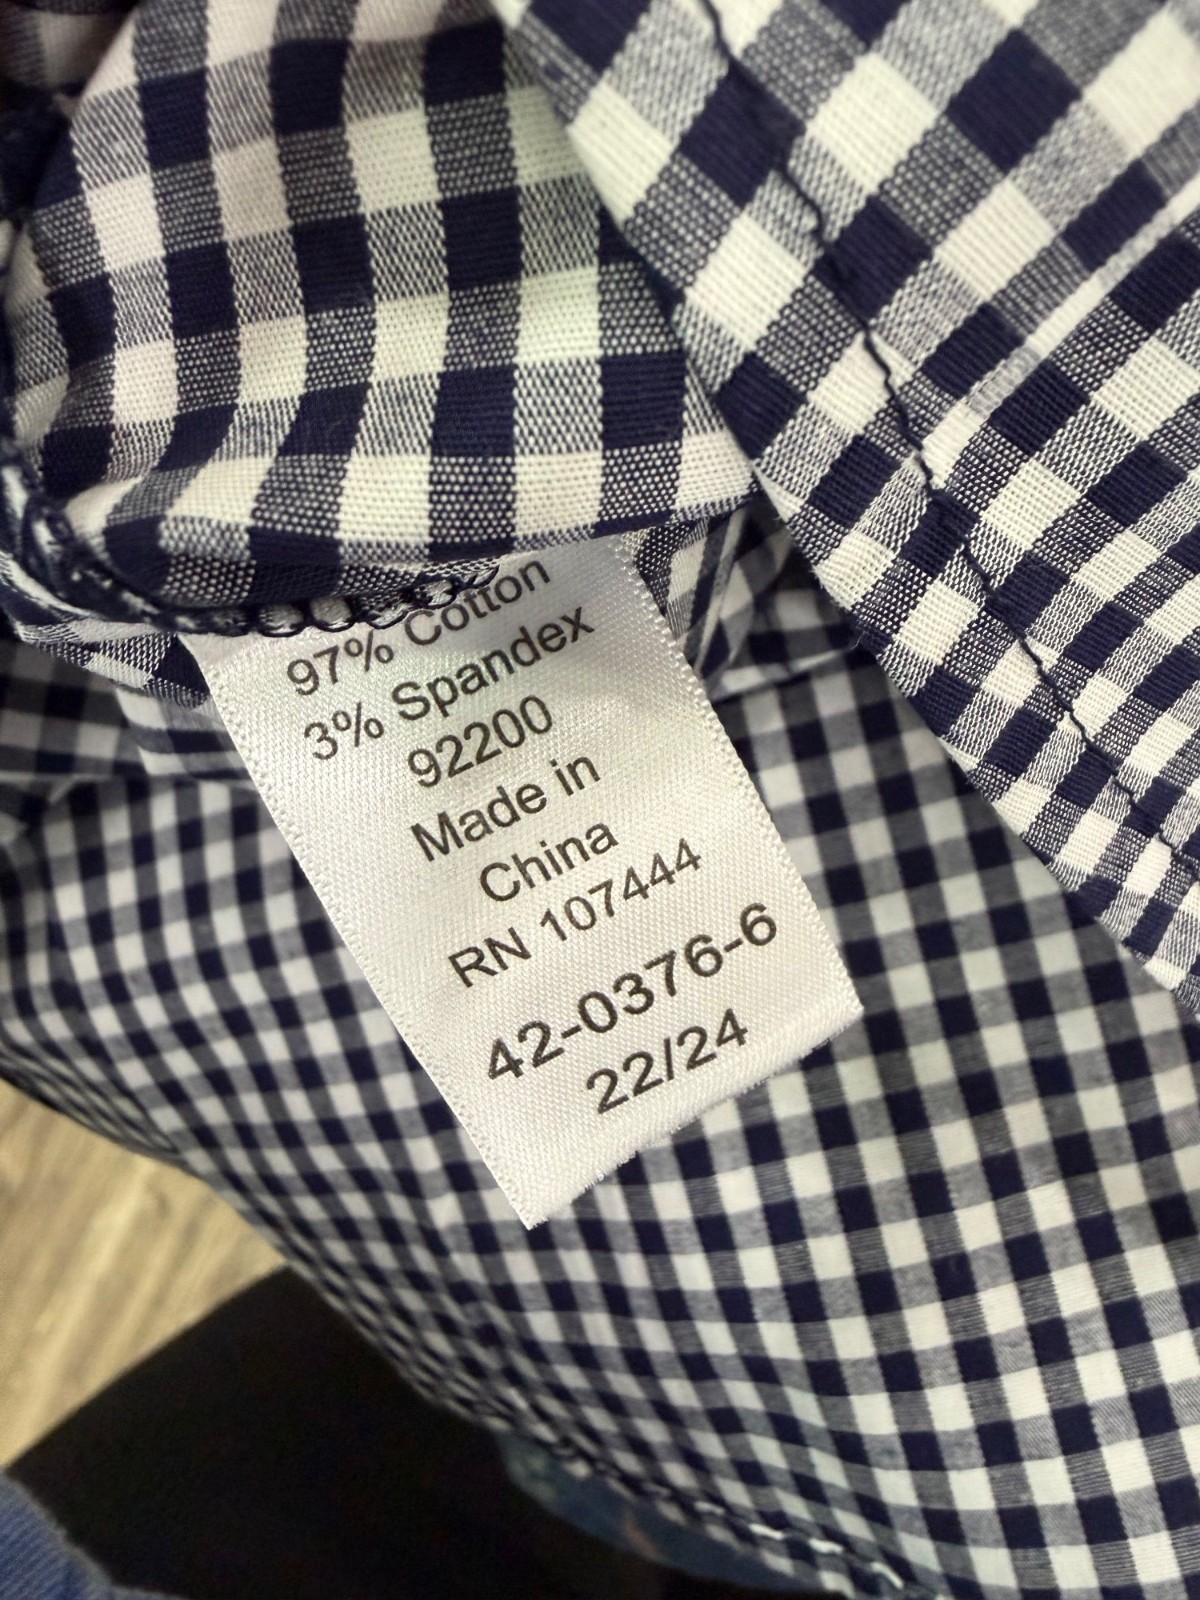 97% Cotton
3% Spandex
92200
Made in
China
RN 107444
42-0376-6
22/24